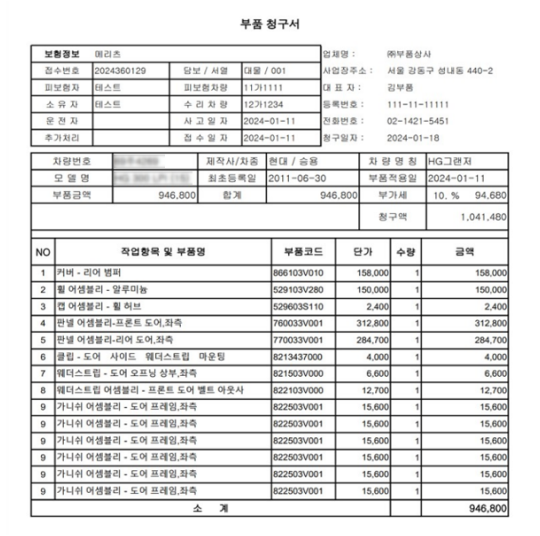 부품 청구서
보험정보 메리츠 업체명 : ㈜부품상사
접수번호 2024360129 담보 / 서열 대물 / 001 사업장주소 : 서울 강동구 성내동 440-2
피보험자 테스트 피보험차량 11가1111 대 표 자 : 김부품
소 유 자 테스트 수 리 차 량 12가1234 등록번호 : 111-11-11111
운 전 자 사 고 일 자 2024-01-11 전화번호 : 02-1421-5451
추가처리 접 수 일 자 2024-01-11 청구일자 : 2024-01-18
차량번호 제작사/차종 현대 / 승용 차 량 명 칭 HG그랜저
모 델 명 최초등록일 2011-06-30 부품적용일 2024-01-11
부품금액 946,800 합계 946,800 부가세 10. % 94,680
청구액 1,041,480
NO 작업항목 및 부품명 부품코드 단가 수량 금액
1 커버 - 리어 범퍼 866103V010 158,000 1 158,000
2 휠 어셈블리 - 알루미늄 529103V280 150,000 1 150,000
3 캡 어셈블리 - 휠 허브 529603S110 2,400 1 2,400
4 판넬 어셈블리-프론트 도어,좌측 760033V001 312,800 1 312,800
5 판넬 어셈블리-리어 도어,좌측 770033V001 284,700 1 284,700
6 클립 - 도어 사이드 웨더스트립 마운팅 8213437000 4,000 1 4,000
7 웨더스트립 - 도어 오프닝 상부,좌측 821503V000 6,600 1 6,600
8 웨더스트립 어셈블리 - 프론트 도어 벨트 아웃사 822103V000 12,700 1 12,700
9 가니쉬 어셈블리 - 도어 프레임,좌측 822503V001 15,600 1 15,600
9 가니쉬 어셈블리 - 도어 프레임,좌측 822503V001 15,600 1 15,600
9 가니쉬 어셈블리 - 도어 프레임,좌측 822503V001 15,600 1 15,600
9 가니쉬 어셈블리 - 도어 프레임,좌측 822503V001 15,600 1 15,600
9 가니쉬 어셈블리 - 도어 프레임,좌측 822503V001 15,600 1 15,600
9 가니쉬 어셈블리 - 도어 프레임,좌측 822503V001 15,600 1 15,600
소 계 946,800